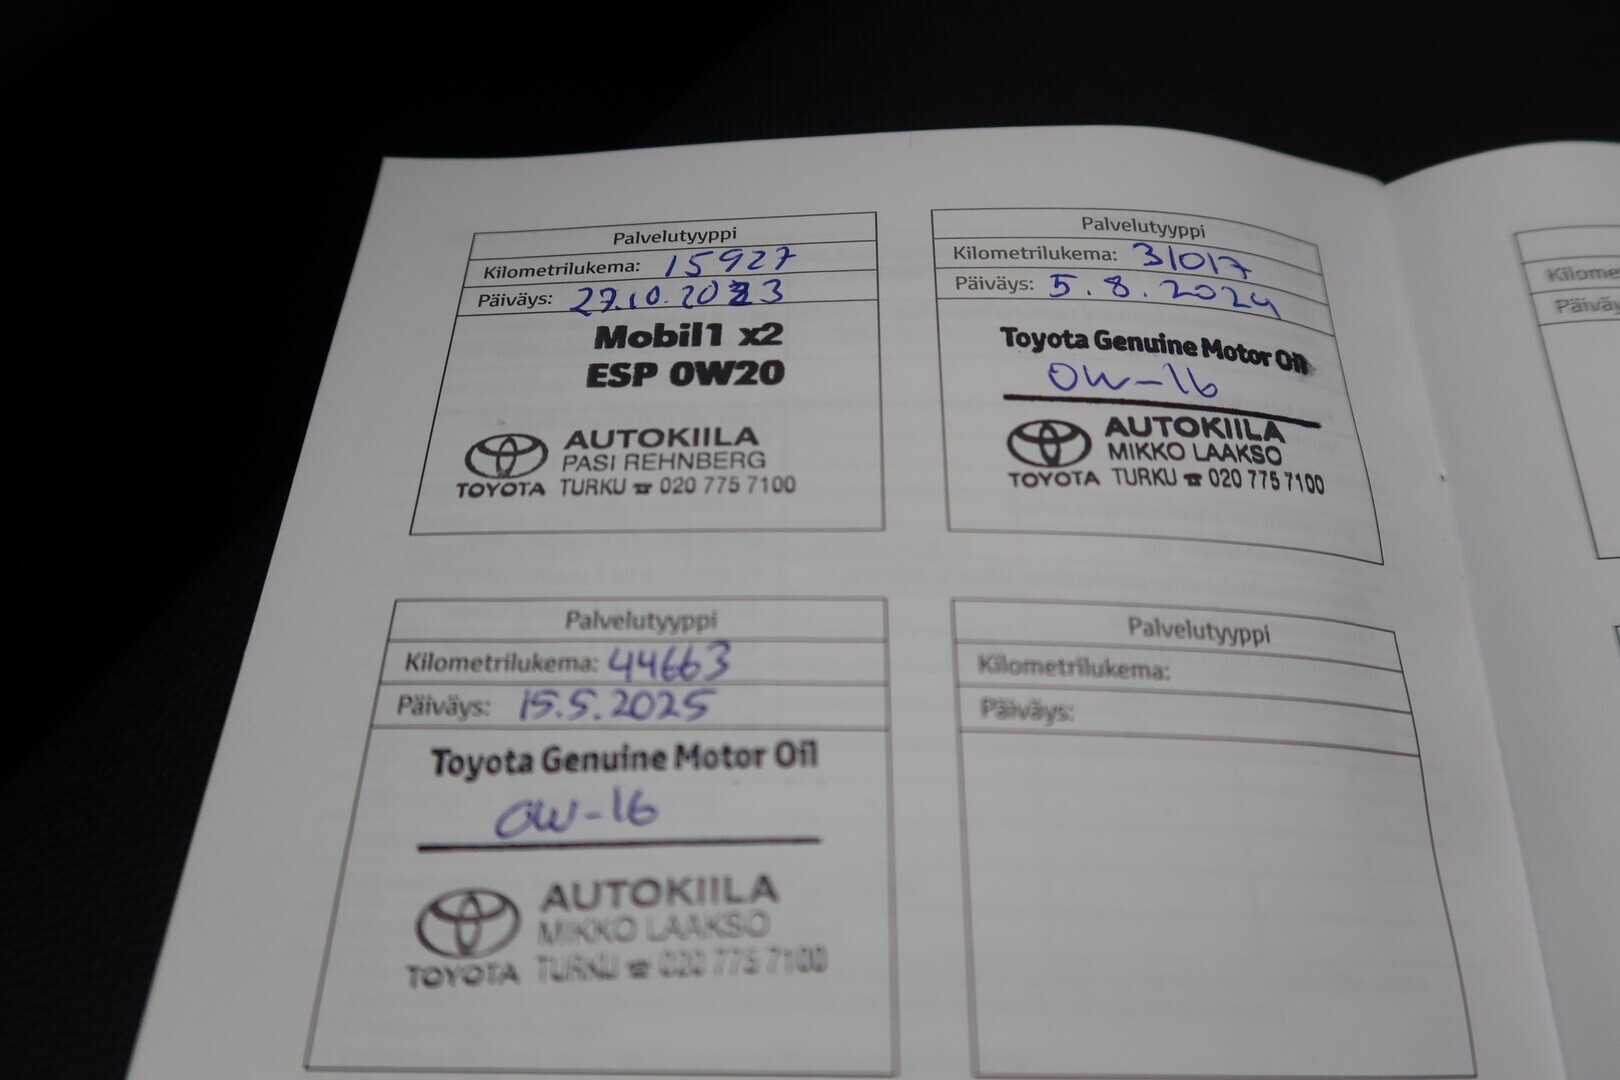 Palvelutyyppi
Kilometrilukema: 15927
Päiväys: 27.10.2023
Mobil1 x2
ESP 0W20
AUTOKIILA
PASI REHNBERG
TOYOTA TURKU ☎ 020 775 7100
Palvelutyyppi
Kilometrilukema: 31017
Päiväys: 5.8.2024
Toyota Genuine Motor Oil
0W-16
AUTOKIILA
MIKKO LAAKSO
TOYOTA TURKU ☎ 020 775 7100
Palvelutyyppi
Kilometrilukema: 44663
Päiväys: 15.5.2025
Toyota Genuine Motor Oil
0W-16
AUTOKIILA
MIKKO LAAKSO
TOYOTA TURKU ☎ 020 775 7100
Palvelutyyppi
Kilometrilukema:
Päiväys:
Kilome
Päiväy